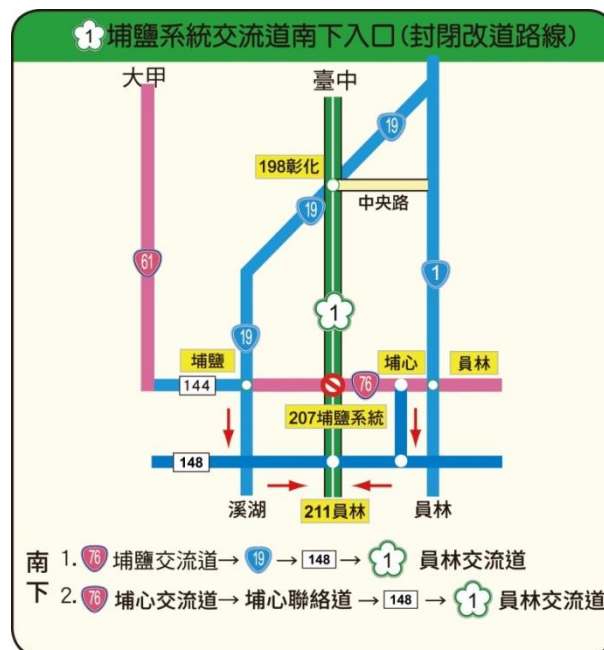 1 埔鹽系統交流道南下入口(封閉改道路線)
大甲
臺中
19
198彰化
中央路
19
61
1
1
19
埔鹽
埔心
員林
144
76
207埔鹽系統
148
溪湖
211員林
員林
南下
1. 76 埔鹽交流道→ 19 → 148 → 1 員林交流道
2. 76 埔心交流道→ 埔心聯絡道 → 148 → 1 員林交流道